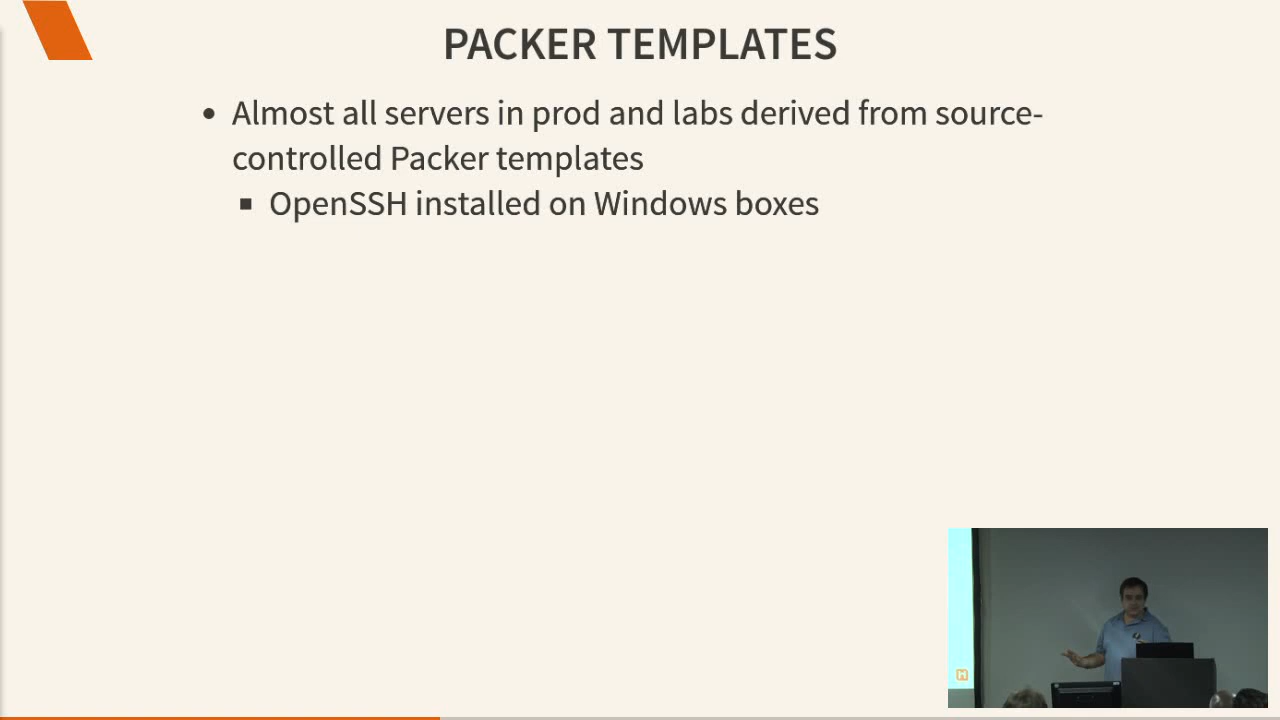 PACKER TEMPLATES
• Almost all servers in prod and labs derived from source-
controlled Packer templates
▪ OpenSSH installed on Windows boxes